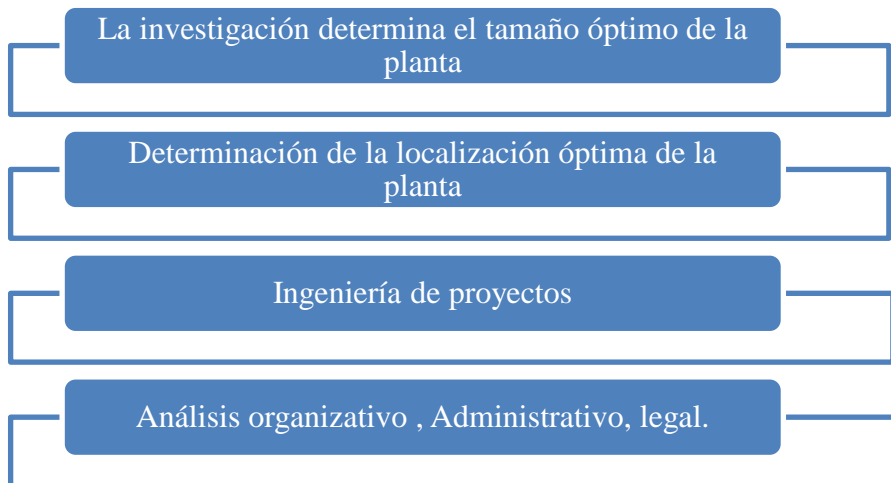 La investigación determina el tamaño óptimo de la
planta
Determinación de la localización óptima de la
planta
Ingeniería de proyectos
Análisis organizativo , Administrativo, legal.